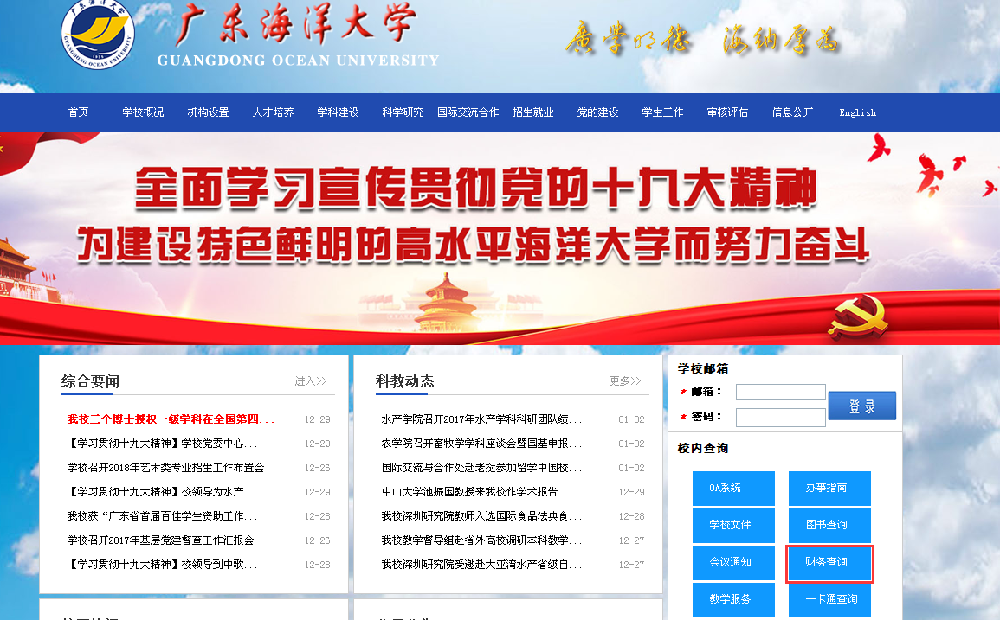 广东海洋大学
GUANGDONG OCEAN UNIVERSITY
廣学明德 海纳厚为
首页 学校概况 机构设置 人才培养 学科建设 科学研究 国际交流合作 招生就业 党的建设 学生工作 审核评估 信息公开 English
全面学习宣传贯彻党的十九大精神
为建设特色鲜明的高水平海洋大学而努力奋斗
综合要闻 进入>>
我校三个博士授权一级学科在全国第四... 12-29
【学习贯彻十九大精神】学校党委中心... 12-29
学校召开2018年艺术类专业招生工作布置会 12-26
【学习贯彻十九大精神】校领导为水产... 12-29
我校获“广东省首届百佳学生资助工作... 12-28
学校召开2017年基层党建督查工作汇报会 12-26
【学习贯彻十九大精神】校领导到中歌... 12-28
科教动态 更多>>
水产学院召开2017年水产学科科研团队绩... 01-02
农学院召开畜牧学学科座谈会暨国基申报... 01-02
国际交流与合作处赴老挝参加留学中国校... 01-02
中山大学池振国教授来我校作学术报告 12-29
我校深圳研究院教师入选国际食品法典食... 12-28
我校教学督导组赴省外高校调研本科教学... 12-27
我校深圳研究院受邀赴大亚湾水产省级自... 12-27
学校邮箱
* 邮箱：
* 密码：
登录
校内查询
OA系统 办事指南
学校文件 图书查询
会议通知 财务查询
教学服务 一卡通查询